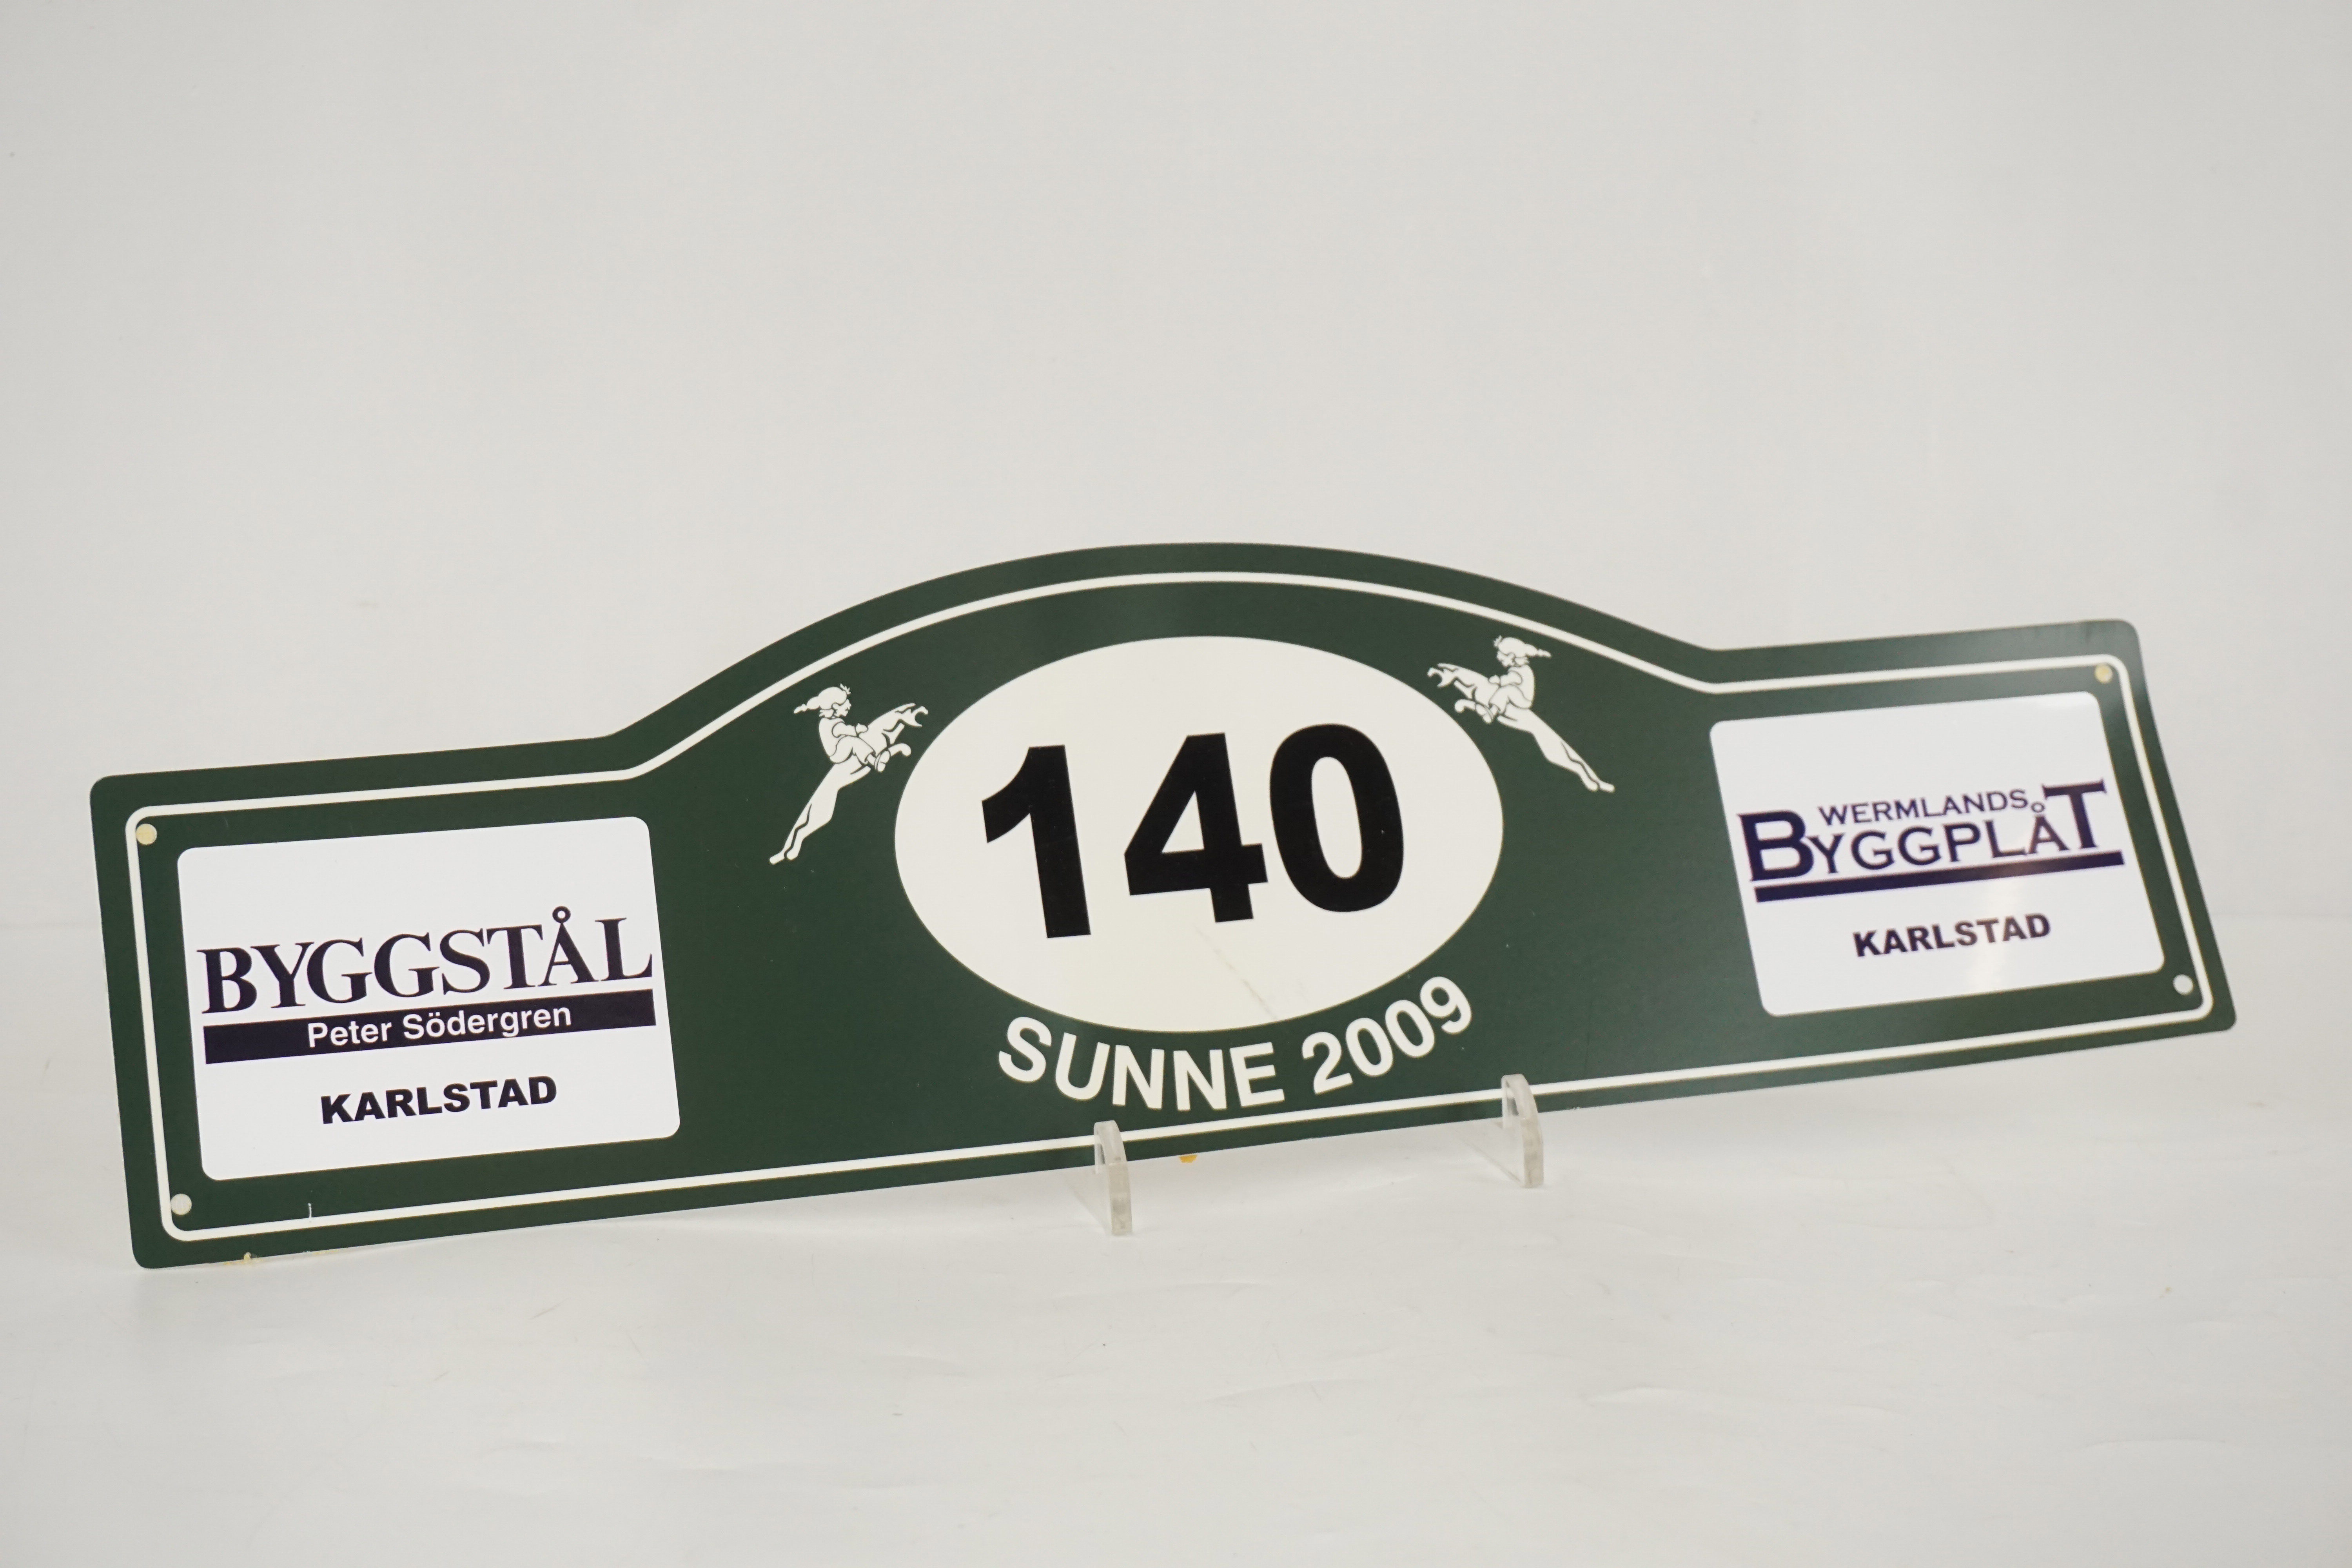 BYGGSTÅL
Peter Södergren
KARLSTAD
140
SUNNE 2009
WERMLANDS
BYGGPLÅT
KARLSTAD